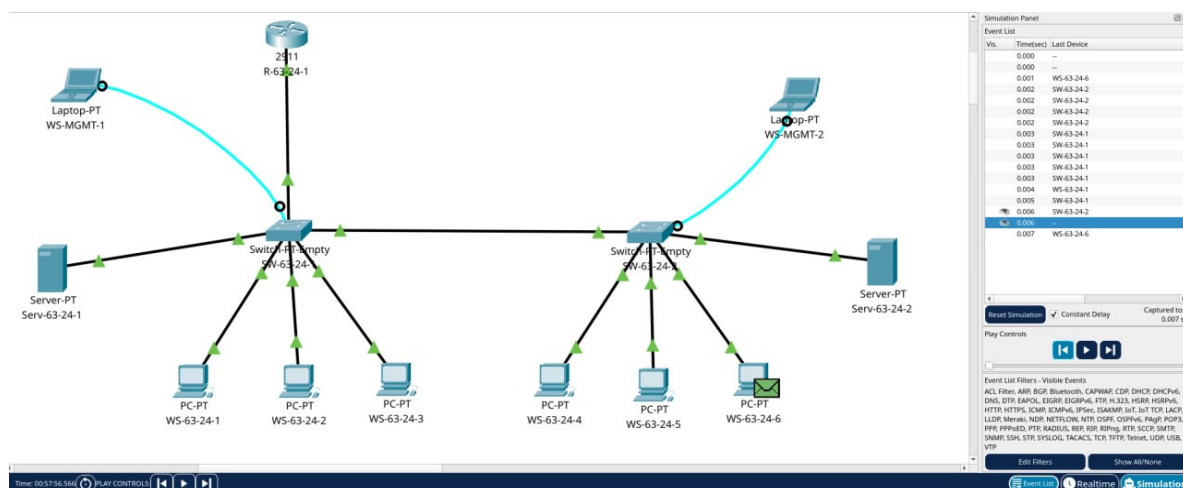 2911
R-63-24-1
Laptop-PT
WS-MGMT-1
Laptop-PT
WS-MGMT-2
Switch-PT-Empty
SW-63-24-1
Switch-PT-Empty
SW-63-24-2
Server-PT
Serv-63-24-1
Server-PT
Serv-63-24-2
PC-PT
WS-63-24-1
PC-PT
WS-63-24-2
PC-PT
WS-63-24-3
PC-PT
WS-63-24-4
PC-PT
WS-63-24-5
PC-PT
WS-63-24-6
Simulation Panel
Event List
Vis. Time(sec) Last Device
0.000 --
0.000 --
0.001 WS-63-24-6
0.002 SW-63-24-2
0.002 SW-63-24-2
0.002 SW-63-24-2
0.002 SW-63-24-2
0.003 SW-63-24-1
0.003 SW-63-24-1
0.003 SW-63-24-1
0.003 SW-63-24-1
0.003 SW-63-24-1
0.004 WS-63-24-1
0.005 SW-63-24-1
0.006 SW-63-24-2
0.006 --
0.007 WS-63-24-6
Reset Simulation Constant Delay Captured to:
0.007 s
Play Controls
Event List Filters - Visible Events
ACL Filter, ARP, BGP, Bluetooth, CAPWAP, CDP, DHCP, DHCPv6,
DNS, DTP, EAPOL, EIGRP, EIGRPv6, FTP, H.323, HSRP, HSRPv6,
HTTP, HTTPS, ICMP, ICMPv6, IPSec, ISAKMP, IoT, IoT TCP, LACP,
LLDP, Meraki, NDP, NETFLOW, NTP, OSPF, OSPFv6, PAgP, POP3,
PPP, PPPoED, PTP, RADIUS, REP, RIP, RIPng, RTP, SCCP, SMTP,
SNMP, SSH, STP, SYSLOG, TACACS, TCP, TFTP, Telnet, UDP, USB,
VTP
Edit Filters Show All/None
Time: 00:57:56.566 PLAY CONTROLS: Event List Realtime Simulation